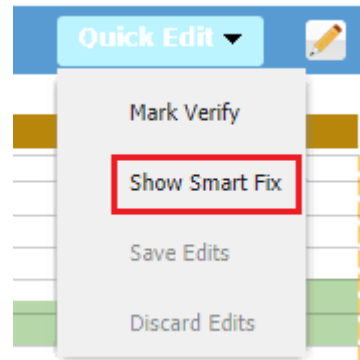 Quick Edit
Mark Verify
Show Smart Fix
Save Edits
Discard Edits